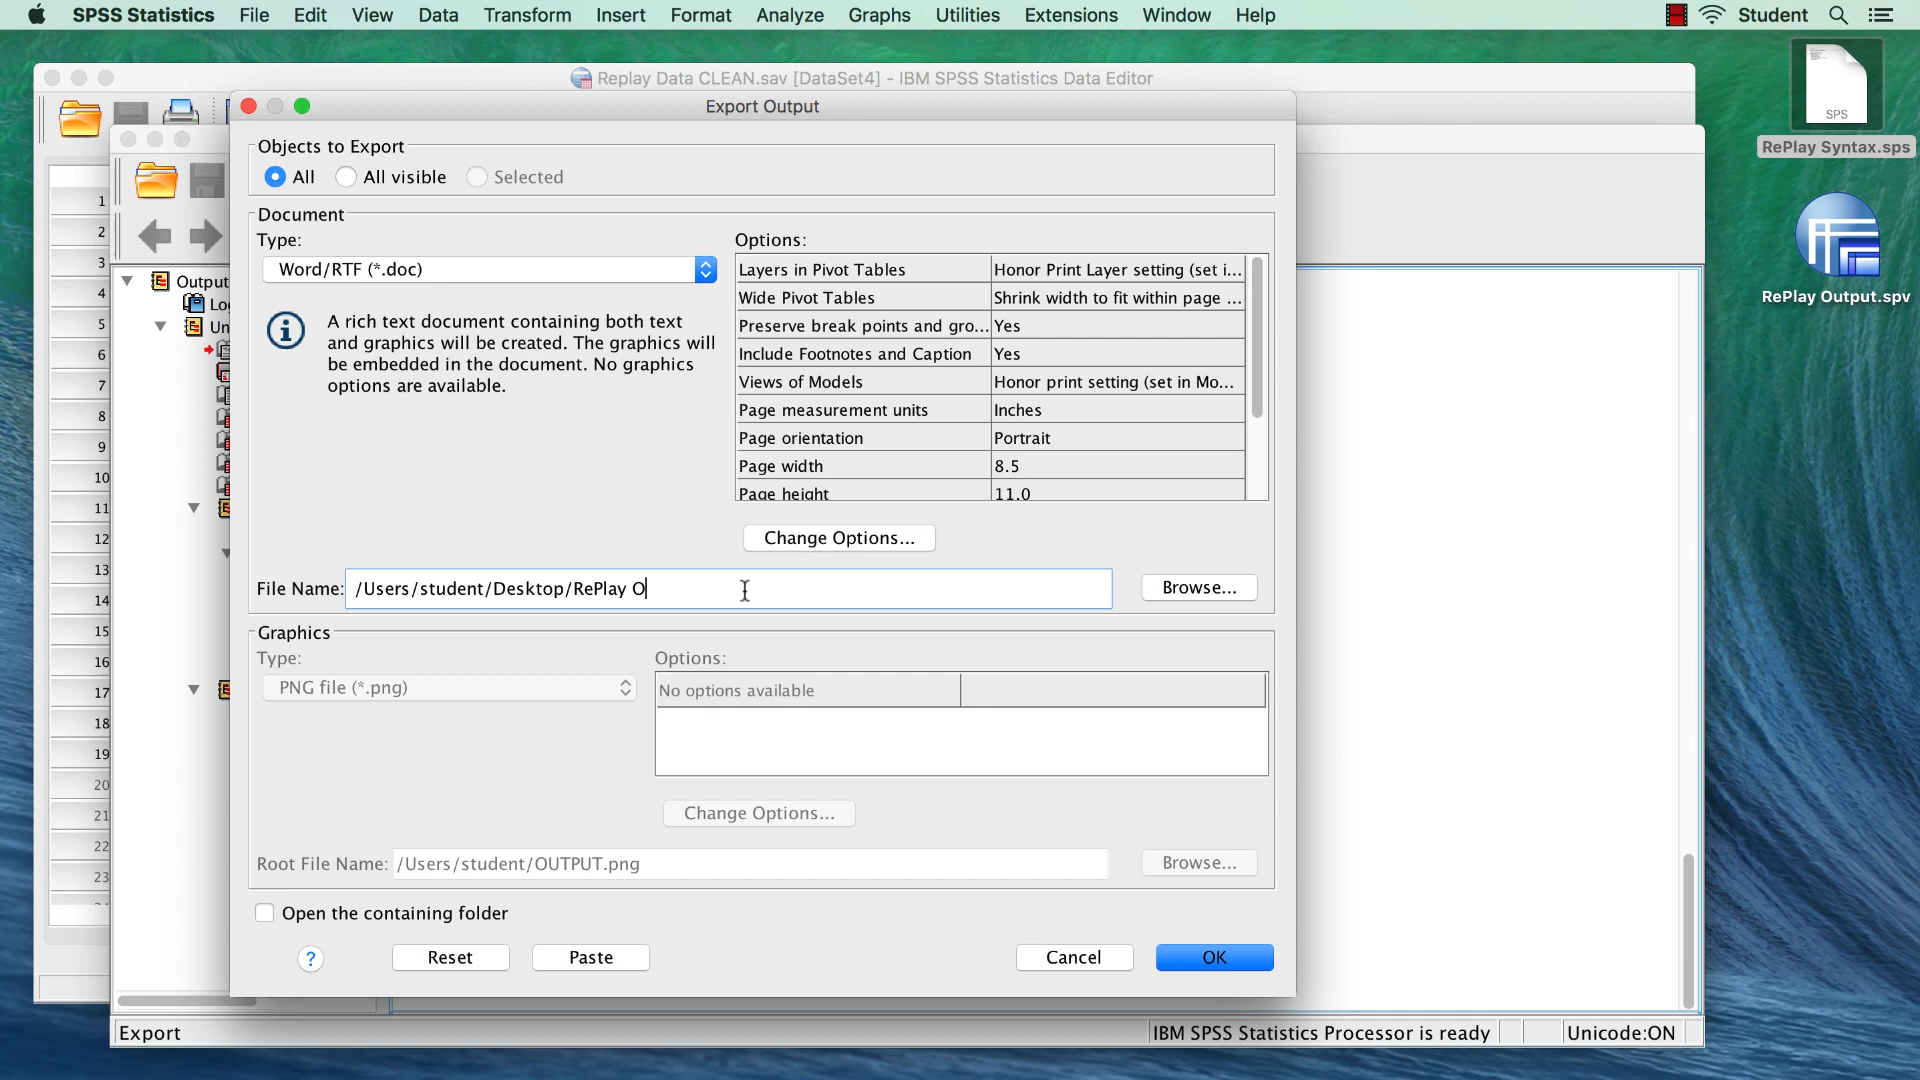 SPSS Statistics File Edit View Data Transform Insert Format Analyze Graphs Utilities Extensions Window Help Student
Replay Data CLEAN.sav [DataSet4] - IBM SPSS Statistics Data Editor
SPS
RePlay Syntax.sps
RePlay Output.spv
Export Output
Objects to Export
All All visible Selected
Document
Type:
Word/RTF (*.doc)
A rich text document containing both text
and graphics will be created. The graphics will
be embedded in the document. No graphics
options are available.
Options:
Layers in Pivot Tables Honor Print Layer setting (set i...
Wide Pivot Tables Shrink width to fit within page ...
Preserve break points and gro... Yes
Include Footnotes and Caption Yes
Views of Models Honor print setting (set in Mo...
Page measurement units Inches
Page orientation Portrait
Page width 8.5
Page height 11.0
Change Options...
File Name: /Users/student/Desktop/RePlay O
Browse...
Graphics
Type:
PNG file (*.png)
Options:
No options available
Change Options...
Root File Name: /Users/student/OUTPUT.png
Browse...
Open the containing folder
? Reset Paste Cancel OK
Output
Log
Un
1
2
3
4
5
6
7
8
9
10
11
12
13
14
15
16
17
18
19
20
21
22
23
Export
IBM SPSS Statistics Processor is ready
Unicode:ON